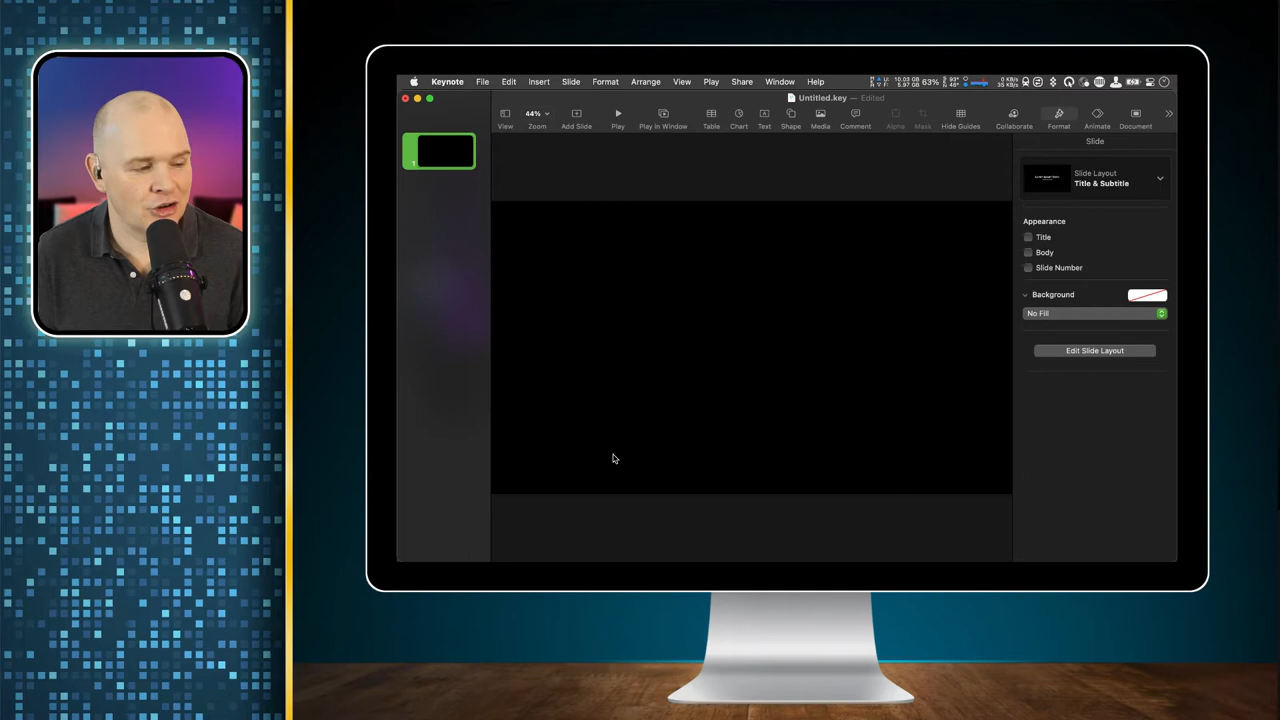 Keynote File Edit Insert Slide Format Arrange View Play Share Window Help 63%
Untitled.key — Edited
44%
View Zoom Add Slide Play Play in Window Table Chart Text Shape Media Comment Alpha Mask Hide Guides Collaborate Format Animate Document
Slide
1
Slide Layout
Title & Subtitle
Appearance
Title
Body
Slide Number
Background
No Fill
Edit Slide Layout